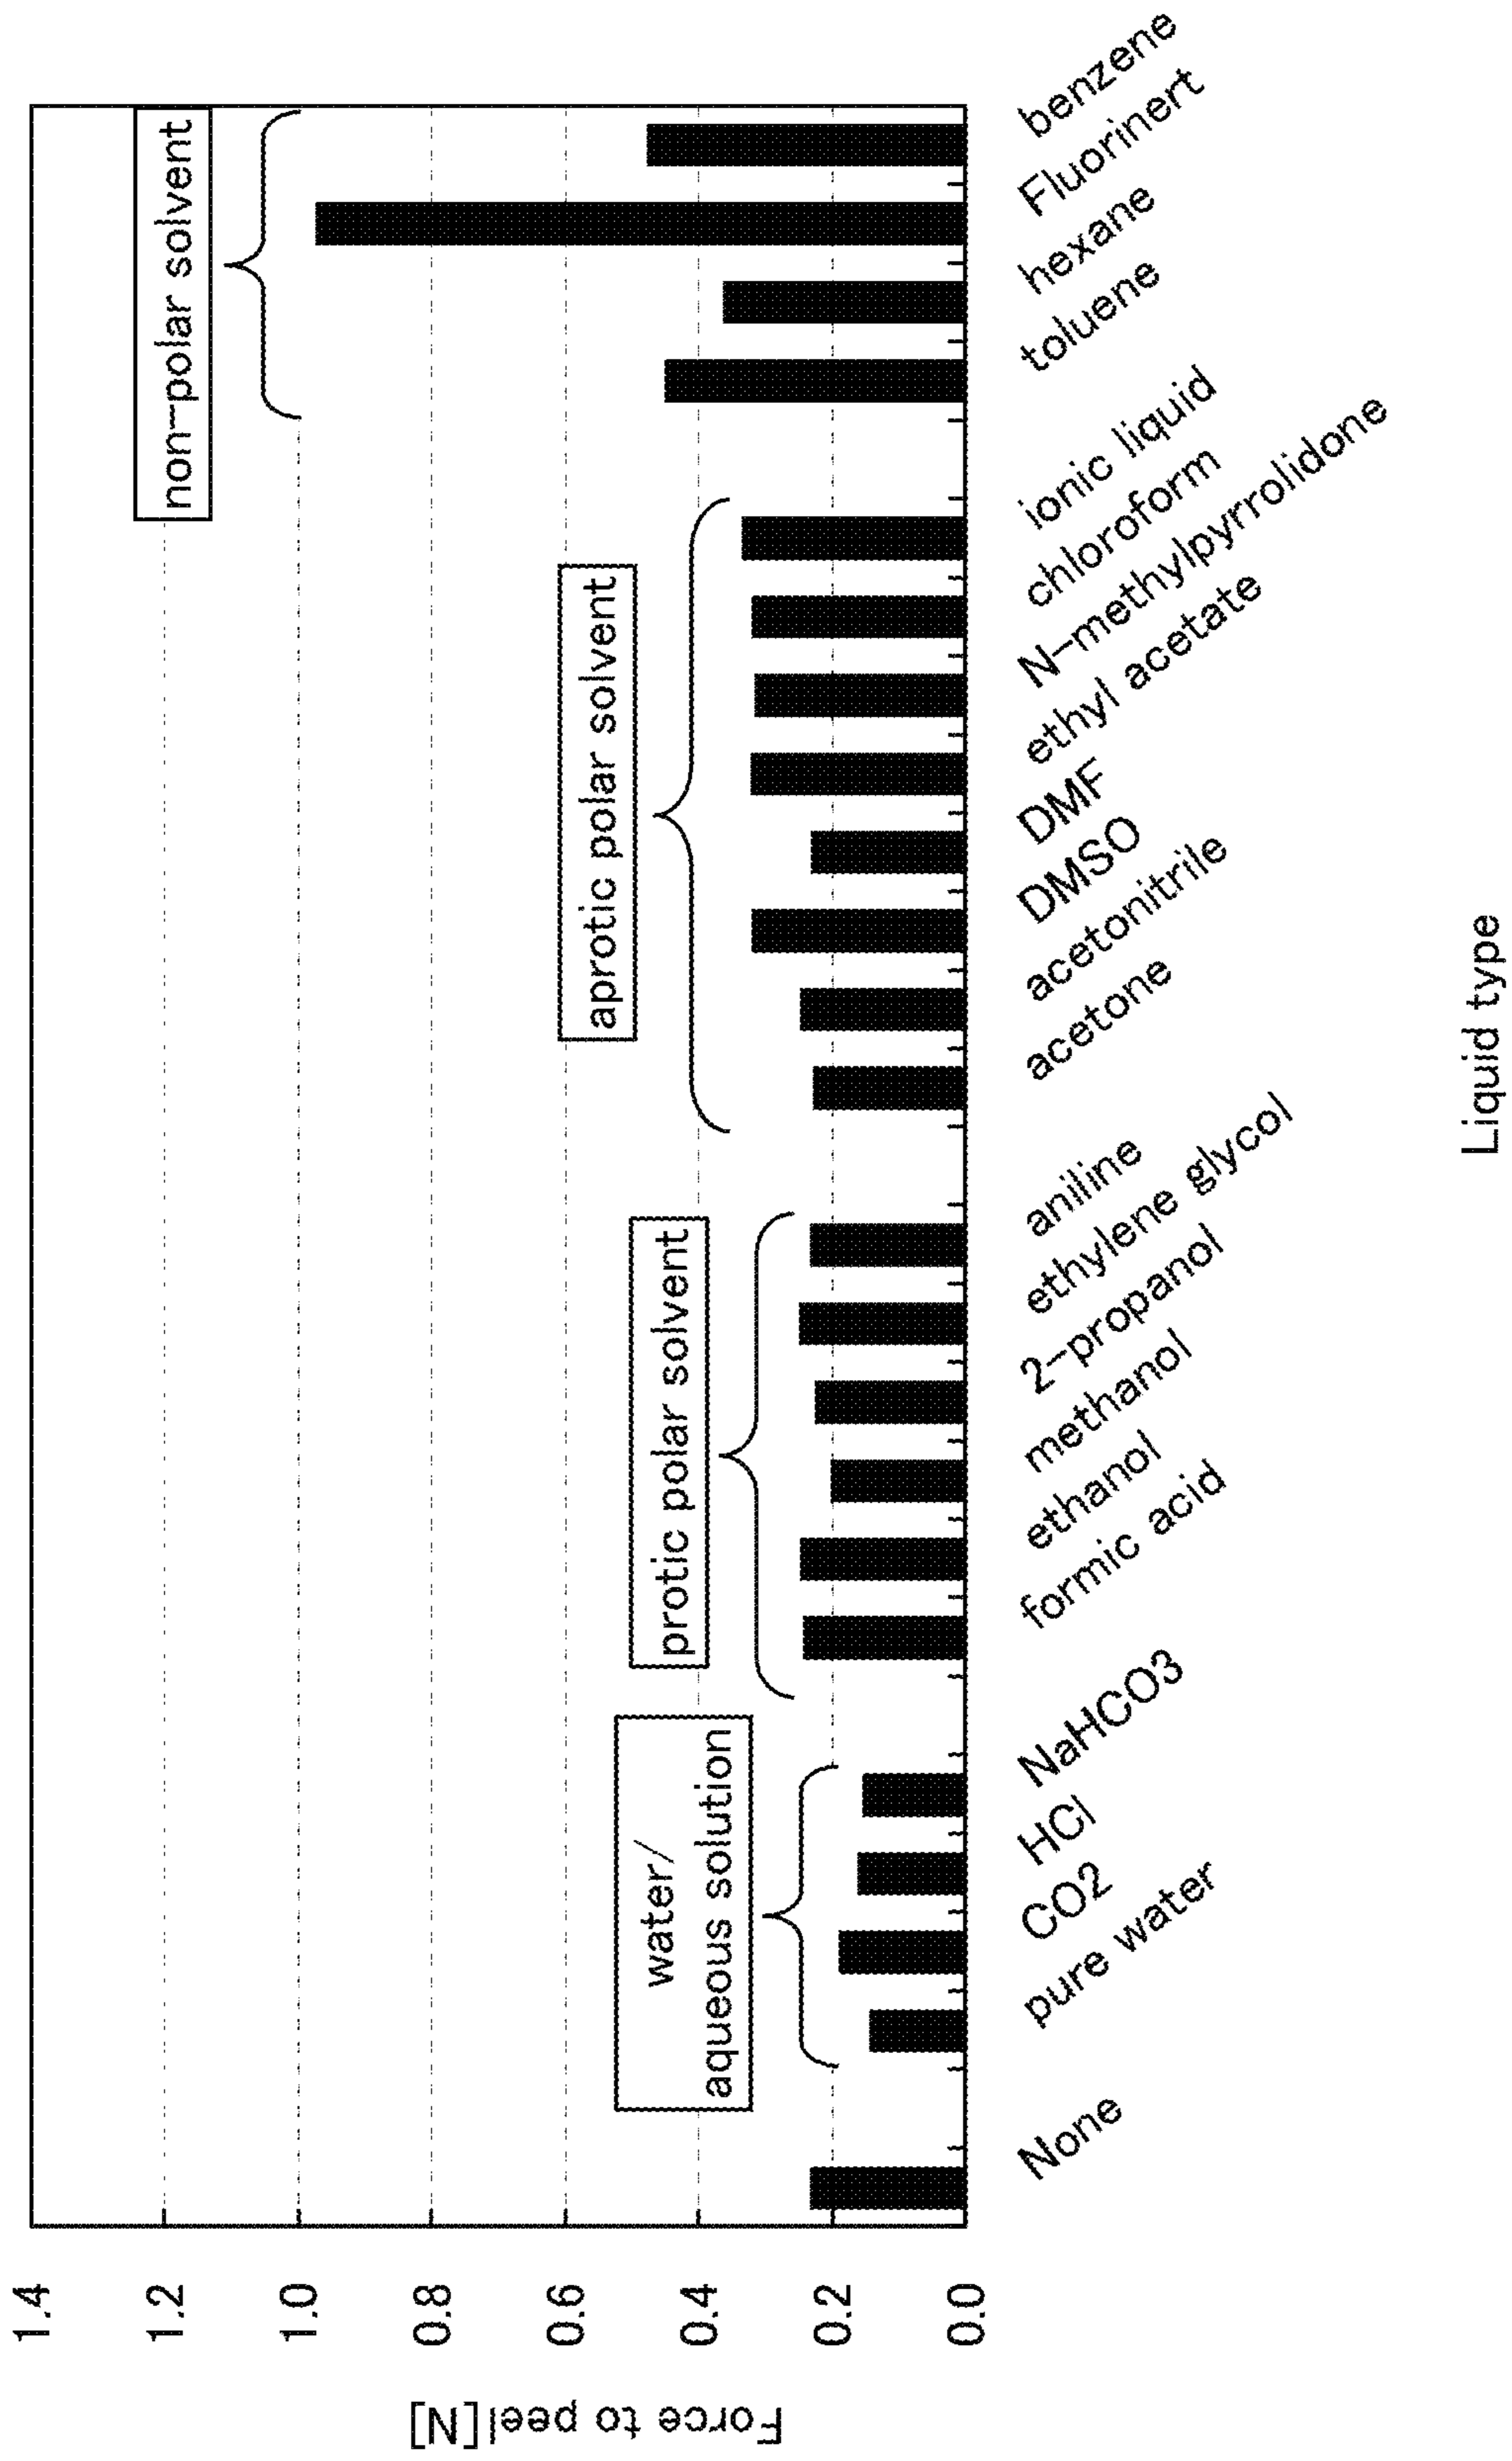 Force to peel[N]
1.4
1.2
1.0
0.8
0.6
0.4
0.2
0.0
water/
aqueous solution
protic polar solvent
aprotic polar solvent
non-polar solvent
None
pure water
CO2
HCl
NaHCO3
formic acid
ethanol
methanol
2-propanol
ethylene glycol
aniline
acetone
acetonitrile
DMSO
DMF
ethyl acetate
N-methylpyrrolidone
chloroform
ionic liquid
toluene
hexane
Fluorinert
benzene
Liquid type